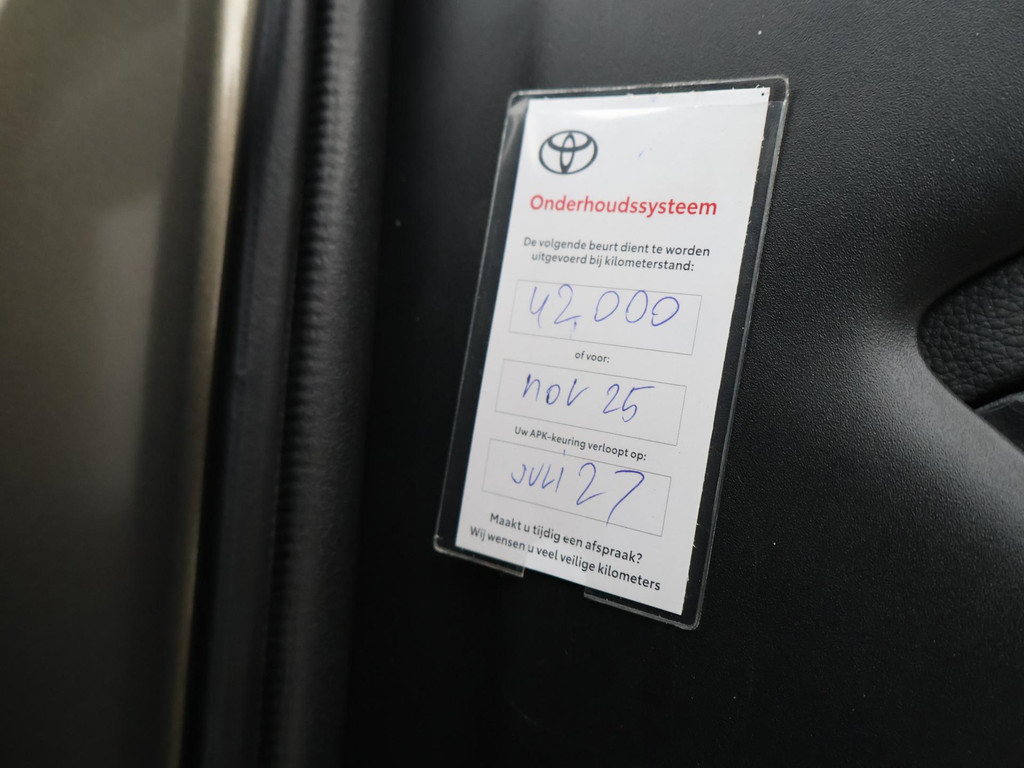 Onderhoudssysteem
De volgende beurt dient te worden
uitgevoerd bij kilometerstand:
42.000
of voor:
nov 25
Uw APK-keuring verloopt op:
juli 27
Maakt u tijdig een afspraak?
Wij wensen u veel veilige kilometers